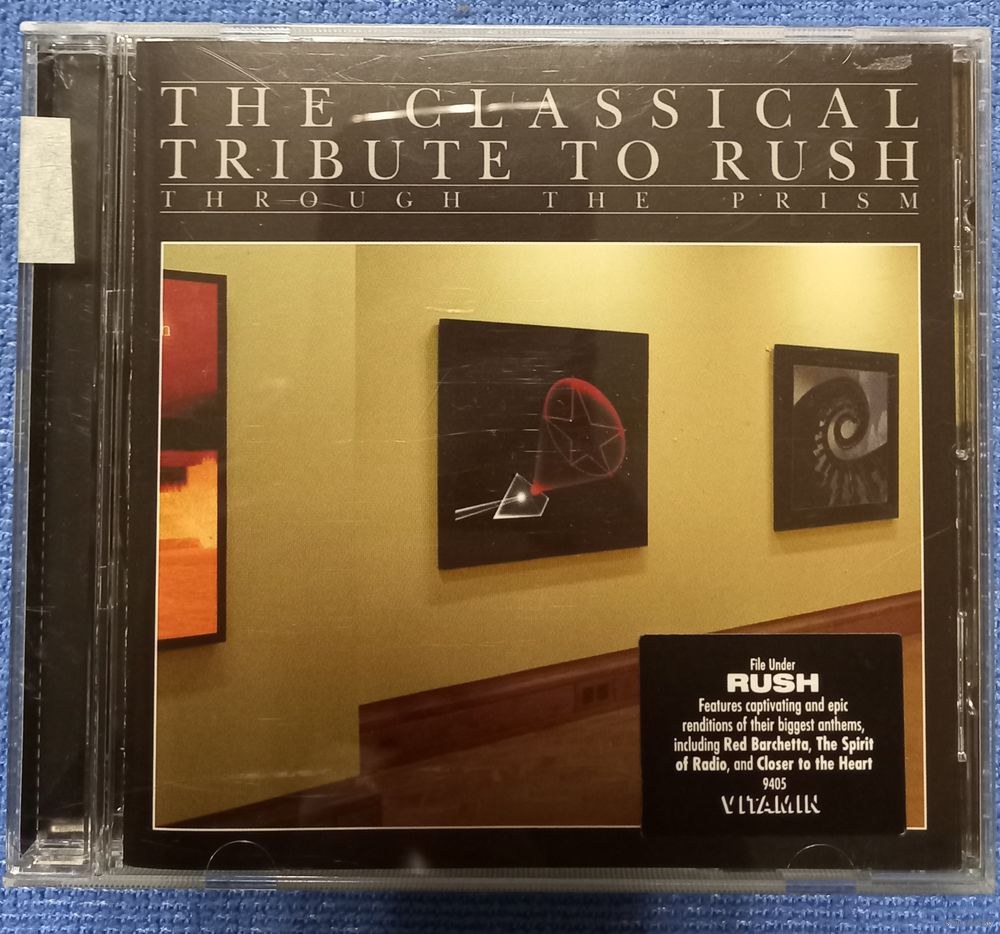 THE CLASSICAL
TRIBUTE TO RUSH
THROUGH THE PRISM
n
File Under
RUSH
Features captivating and epic
renditions of their biggest anthems,
including Red Barchetta, The Spirit
of Radio, and Closer to the Heart
9405
VITAMIN